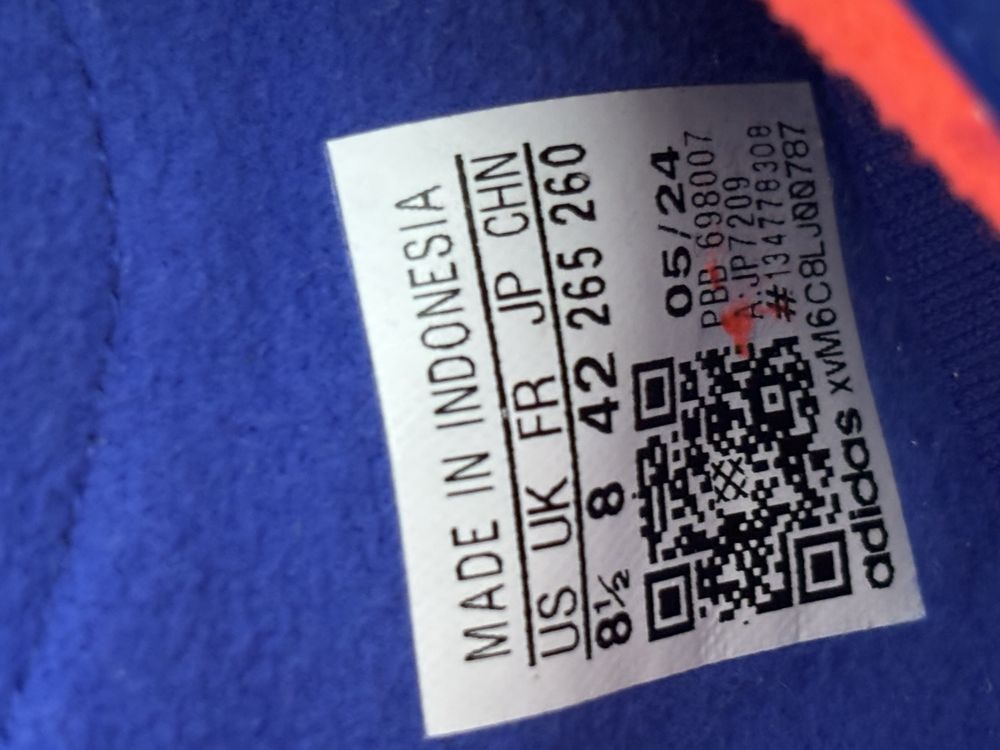 MADE IN INDONESIA
US UK FR JP CHN
8½ 8 42 265 260
05/24
PBB 698007
A:JP7209
#134778308
adidas XVM6C8LJ00787